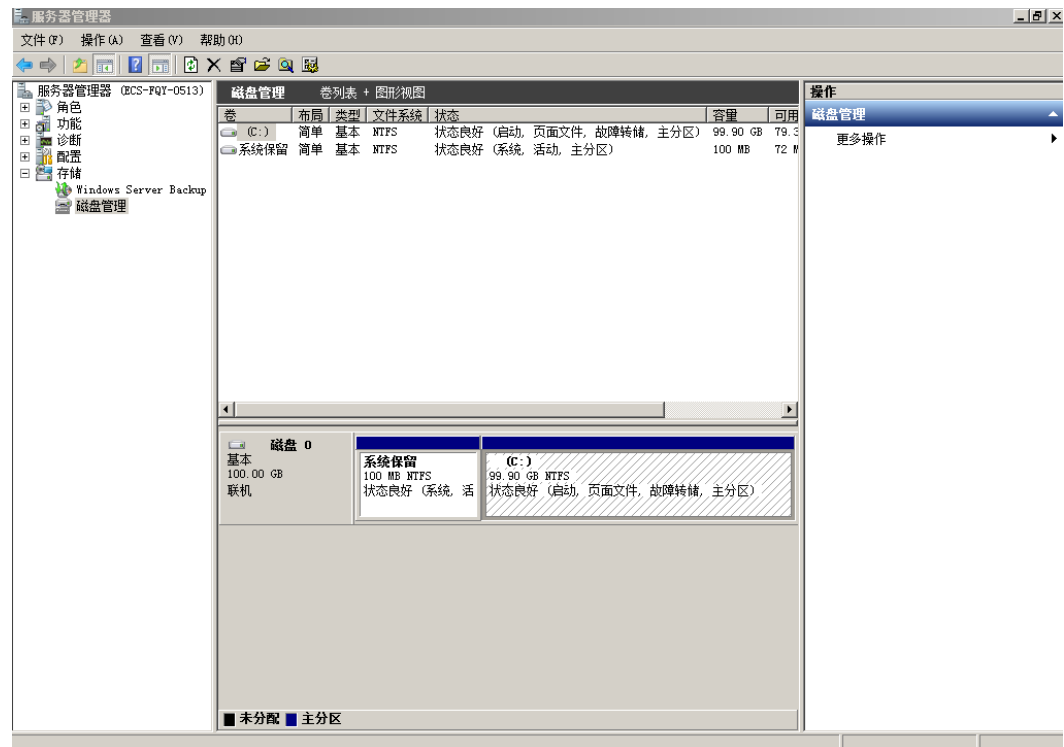 服务器管理器
文件(F) 操作(A) 查看(V) 帮助(H)
服务器管理器 (ECS-FQY-0513)
角色
功能
诊断
配置
存储
Windows Server Backup
磁盘管理
磁盘管理 卷列表 + 图形视图
卷 布局 类型 文件系统 状态 容量 可用
(C:) 简单 基本 NTFS 状态良好 (启动, 页面文件, 故障转储, 主分区) 99.90 GB 79.3
系统保留 简单 基本 NTFS 状态良好 (系统, 活动, 主分区) 100 MB 72 M
磁盘 0
基本
100.00 GB
联机
系统保留
100 MB NTFS
状态良好 (系统, 活
(C:)
99.90 GB NTFS
状态良好 (启动, 页面文件, 故障转储, 主分区)
未分配 主分区
操作
磁盘管理
更多操作